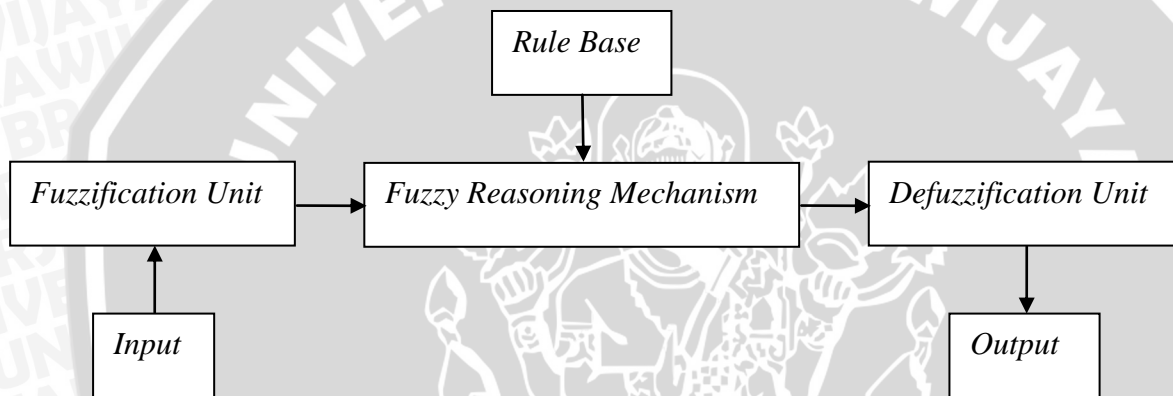 Rule Base
Fuzzification Unit
Fuzzy Reasoning Mechanism
Defuzzification Unit
Input
Output